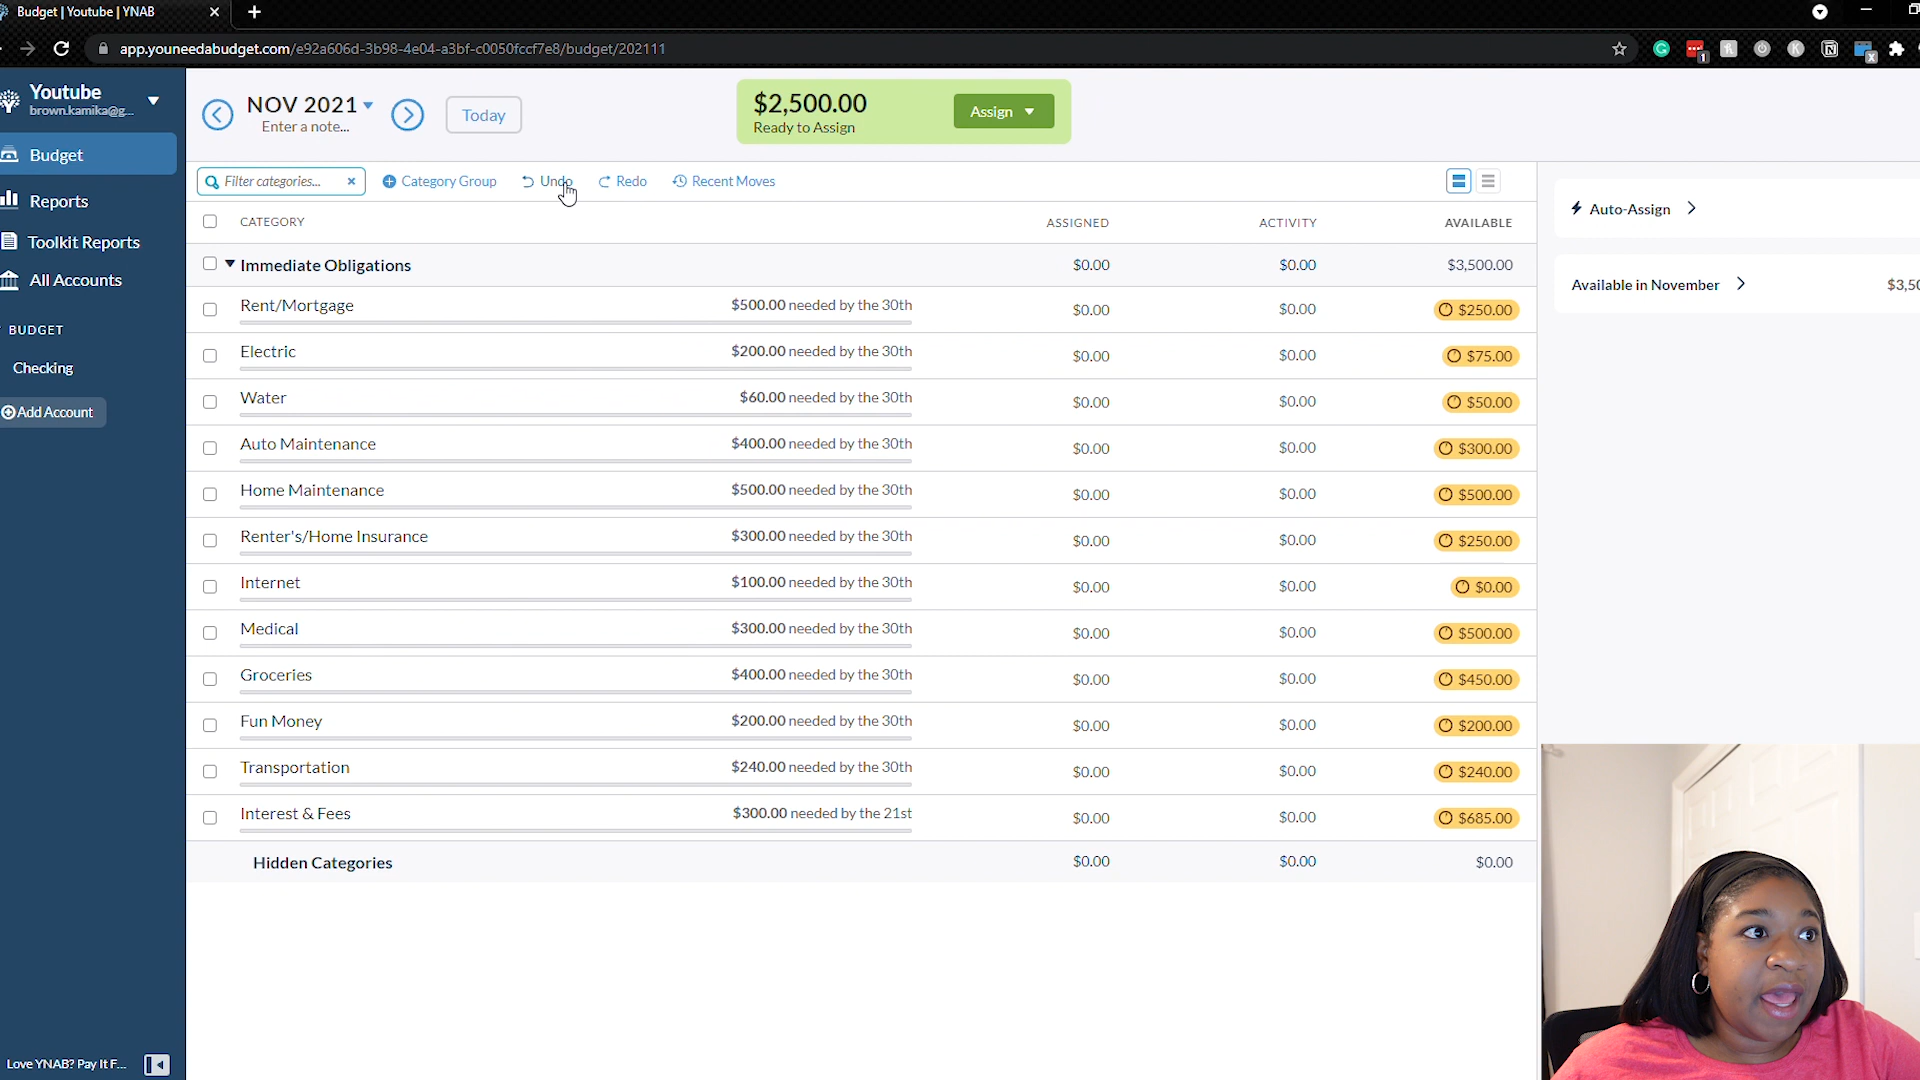 Budget | Youtube | YNAB
app.youneedabudget.com/e92a606d-3b98-4e04-a3bf-c0050fccf7e8/budget/202111
1
X
Youtube
brown.kamika@g...
NOV 2021
Enter a note...
Today
$2,500.00
Ready to Assign
Assign
Budget
Reports
Toolkit Reports
All Accounts
BUDGET
Checking
Add Account
Filter categories...
Category Group
Undo
Redo
Recent Moves
CATEGORY ASSIGNED ACTIVITY AVAILABLE
Immediate Obligations $0.00 $0.00 $3,500.00
Rent/Mortgage $500.00 needed by the 30th $0.00 $0.00 $250.00
Electric $200.00 needed by the 30th $0.00 $0.00 $75.00
Water $60.00 needed by the 30th $0.00 $0.00 $50.00
Auto Maintenance $400.00 needed by the 30th $0.00 $0.00 $300.00
Home Maintenance $500.00 needed by the 30th $0.00 $0.00 $500.00
Renter's/Home Insurance $300.00 needed by the 30th $0.00 $0.00 $250.00
Internet $100.00 needed by the 30th $0.00 $0.00 $0.00
Medical $300.00 needed by the 30th $0.00 $0.00 $500.00
Groceries $400.00 needed by the 30th $0.00 $0.00 $450.00
Fun Money $200.00 needed by the 30th $0.00 $0.00 $200.00
Transportation $240.00 needed by the 30th $0.00 $0.00 $240.00
Interest & Fees $300.00 needed by the 21st $0.00 $0.00 $685.00
Hidden Categories $0.00 $0.00 $0.00
Auto-Assign
Available in November $3,50
Love YNAB? Pay It F...